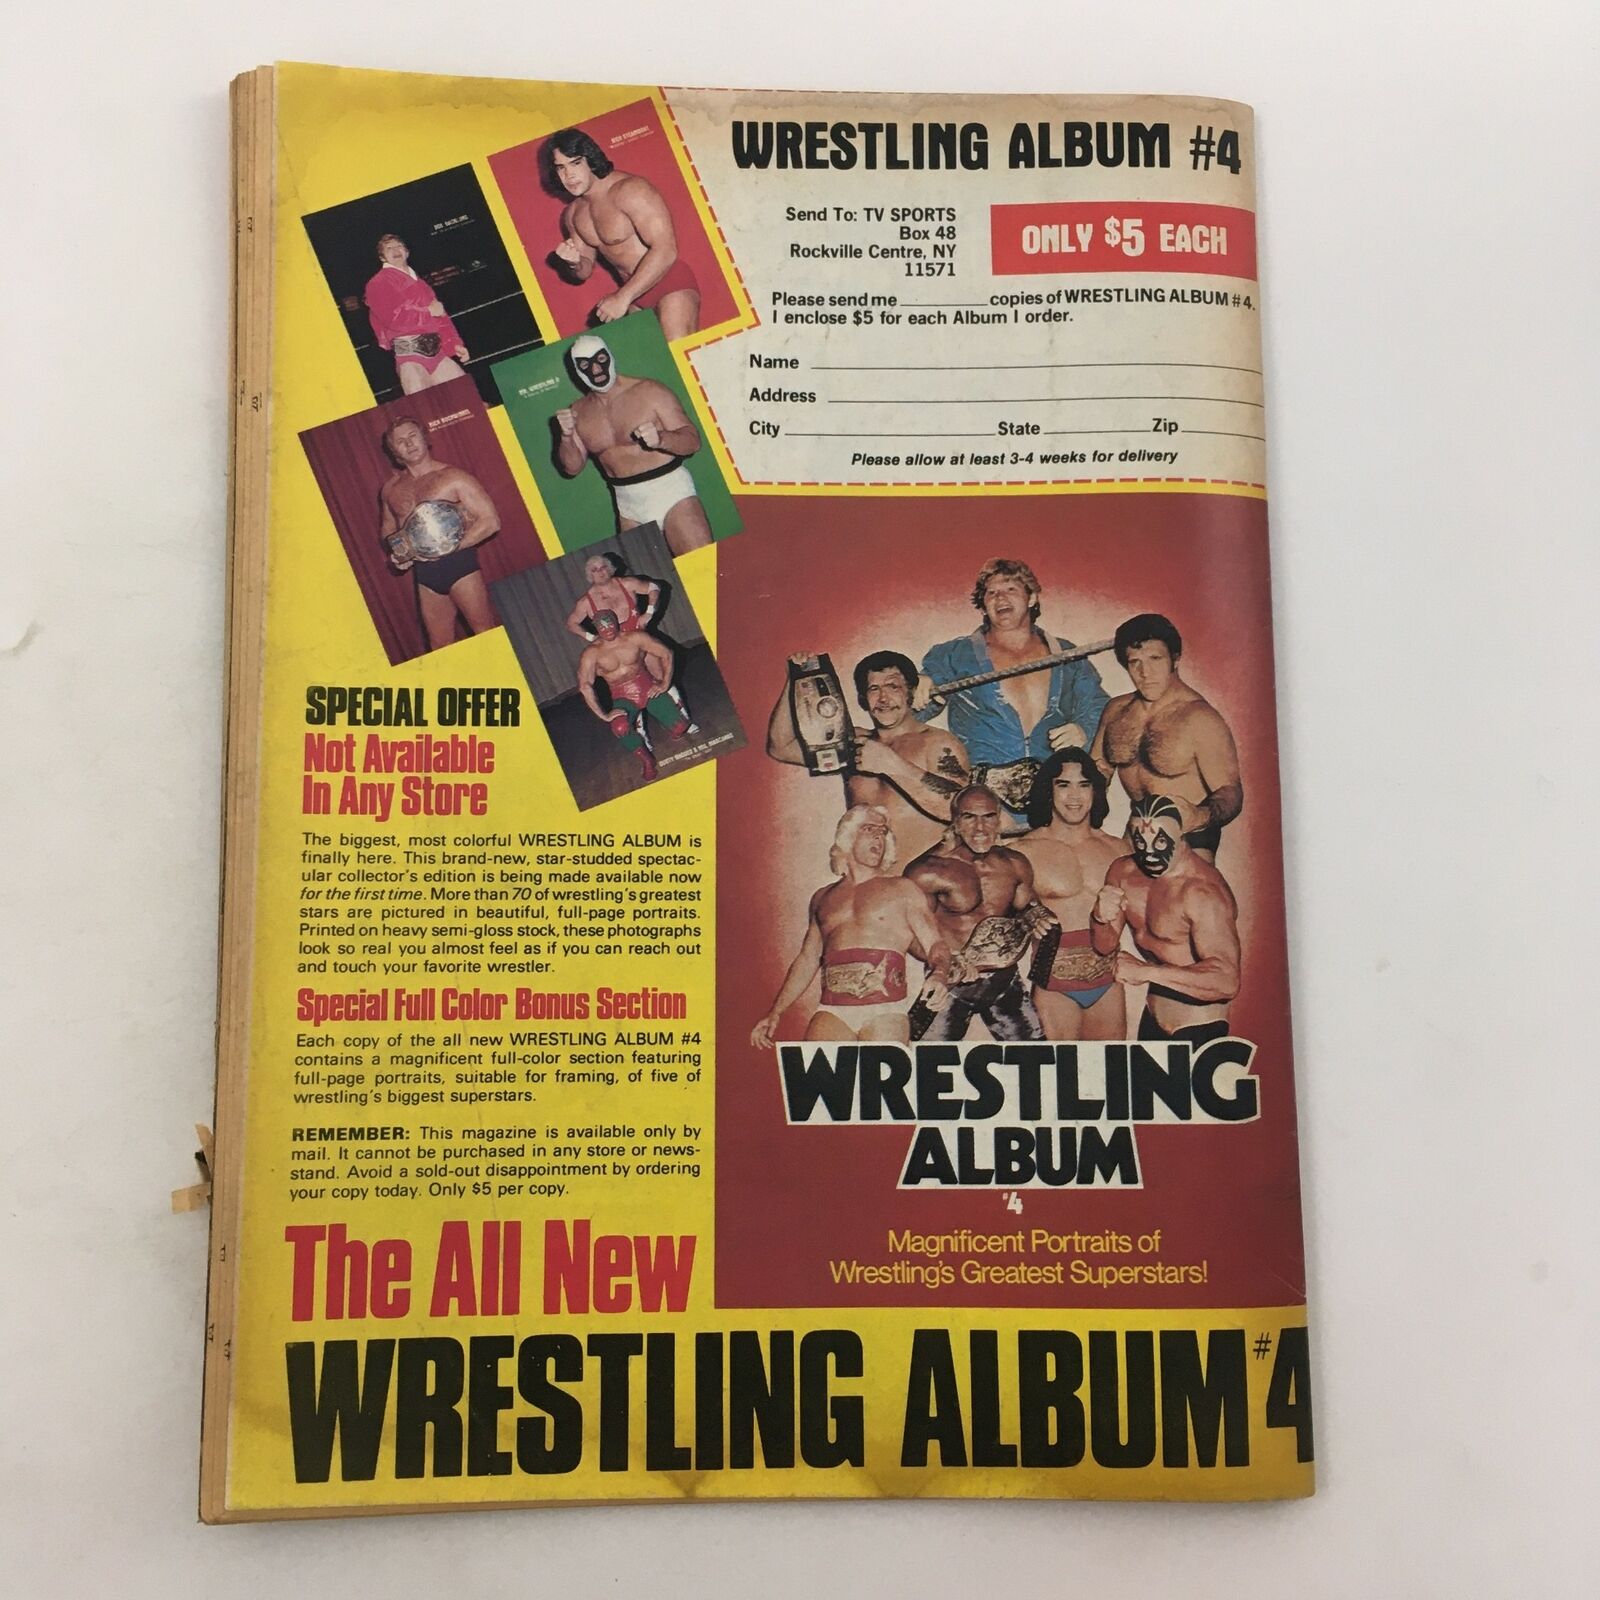 WRESTLING ALBUM #4
Send To: TV SPORTS
Box 48
Rockville Centre, NY
11571
ONLY $5 EACH
Please send me ________ copies of WRESTLING ALBUM #4.
I enclose $5 for each Album I order.
Name
Address
City State Zip
Please allow at least 3-4 weeks for delivery
SPECIAL OFFER
Not Available
In Any Store
The biggest, most colorful WRESTLING ALBUM is
finally here. This brand-new, star-studded spectac-
ular collector's edition is being made available now
for the first time. More than 70 of wrestling's greatest
stars are pictured in beautiful, full-page portraits.
Printed on heavy semi-gloss stock, these photographs
look so real you almost feel as if you can reach out
and touch your favorite wrestler.
Special Full Color Bonus Section
Each copy of the all new WRESTLING ALBUM #4
contains a magnificent full-color section featuring
full-page portraits, suitable for framing, of five of
wrestling's biggest superstars.
REMEMBER: This magazine is available only by
mail. It cannot be purchased in any store or news-
stand. Avoid a sold-out disappointment by ordering
your copy today. Only $5 per copy.
WRESTLING
ALBUM
#4
Magnificent Portraits of
Wrestling's Greatest Superstars!
The All New
WRESTLING ALBUM #4